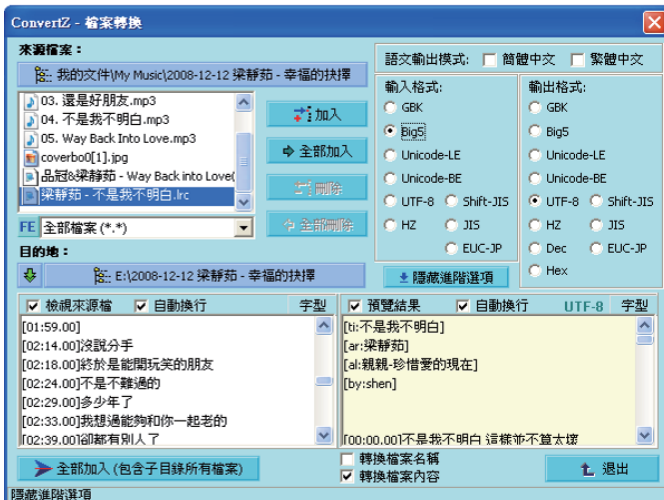 ConvertZ - 檔案轉換
來源檔案：
我的文件\My Music\2008-12-12 梁靜茹 - 幸福的抉擇
03. 還是好朋友.mp3
04. 不是我不明白.mp3
05. Way Back Into Love.mp3
coverbo0[1].jpg
品冠&梁靜茹 - Way Back into Love(
梁靜茹 - 不是我不明白.lrc
FE 全部檔案 (*.*)
加入
全部加入
刪除
全部刪除
目的地：
E:\2008-12-12 梁靜茹 - 幸福的抉擇
語文輸出模式： 簡體中文 繁體中文
輸入格式：
GBK
Big5
Unicode-LE
Unicode-BE
UTF-8 Shift-JIS
HZ JIS
EUC-JP
輸出格式：
GBK
Big5
Unicode-LE
Unicode-BE
UTF-8 Shift-JIS
HZ JIS
Dec EUC-JP
Hex
隱藏進階選項
檢視來源檔 自動換行 字型
[01:59.00]
[02:14.00]沒說分手
[02:18.00]終於是能開玩笑的朋友
[02:24.00]不是不難過的
[02:29.00]多少年了
[02:33.00]我想過能夠和你一起老的
[02:39.00]卻都有別人了
預覽結果 自動換行 UTF-8 字型
[ti:不是我不明白]
[ar:梁靜茹]
[al:親親-珍惜愛的現在]
[by:shen]
[00:00.00]不是我不明白 這樣並不算太壞
全部加入 (包含子目錄所有檔案)
轉換檔案名稱
轉換檔案內容
退出
隱藏進階選項